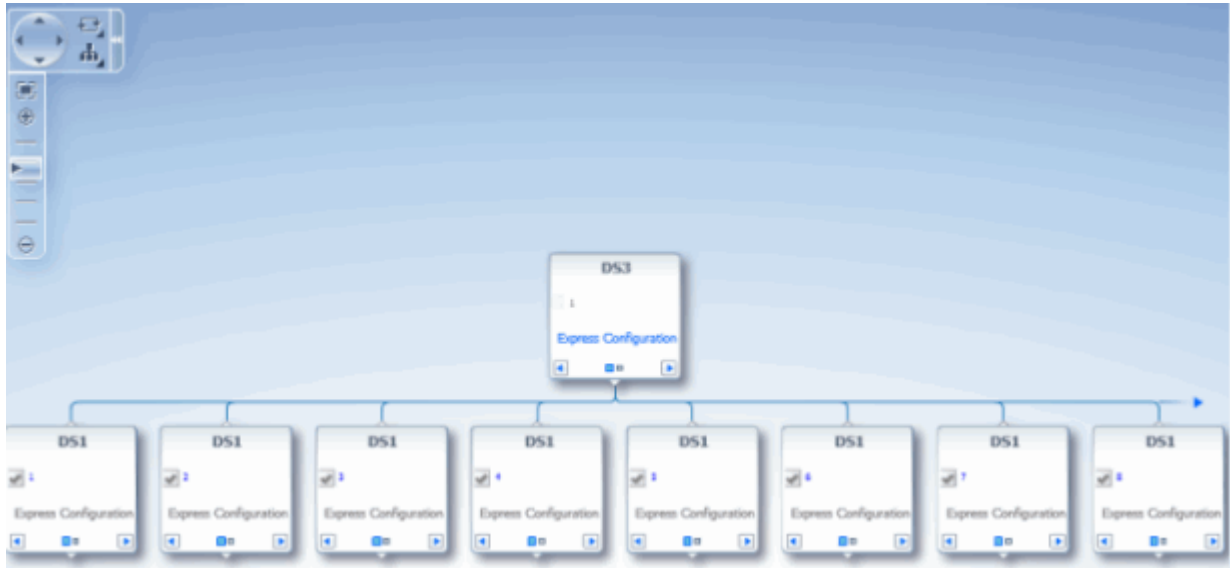 DS3
1
Express Configuration
DS1 DS1 DS1 DS1 DS1 DS1 DS1 DS1
1 2 3 4 5 6 7 8
Express Configuration Express Configuration Express Configuration Express Configuration Express Configuration Express Configuration Express Configuration Express Configuration